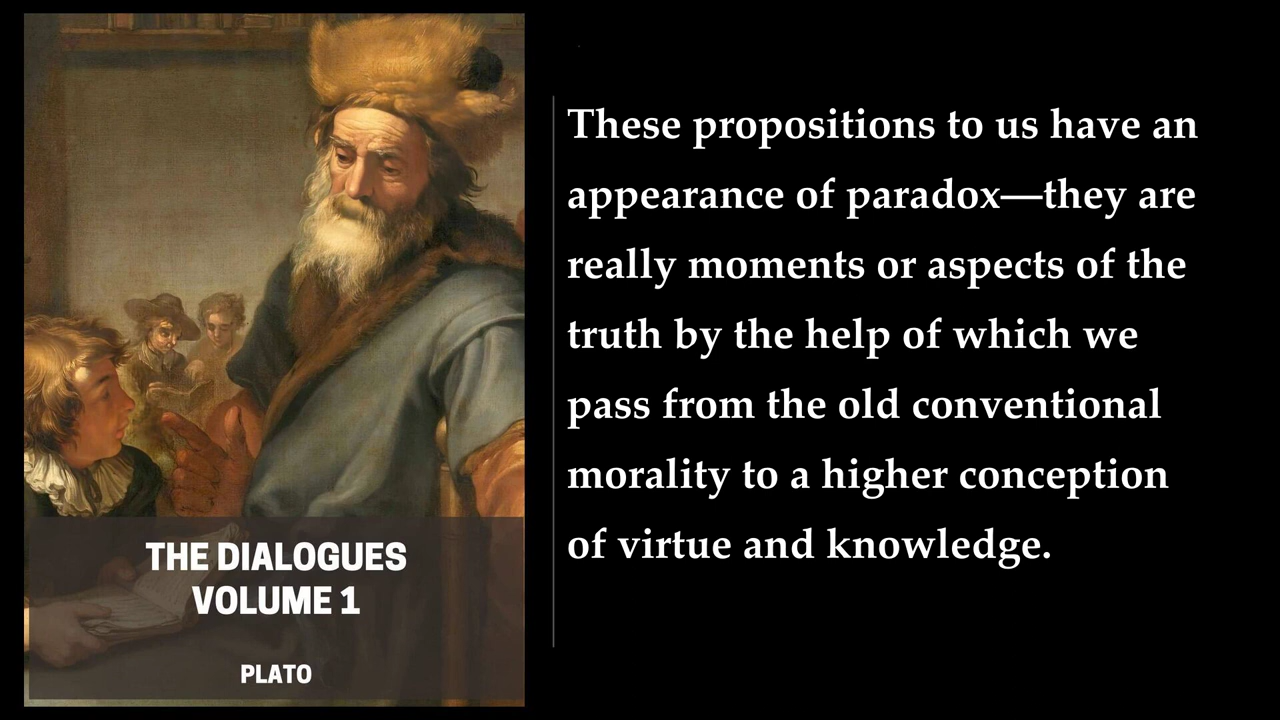 These propositions to us have an
appearance of paradox—they are
really moments or aspects of the
truth by the help of which we
pass from the old conventional
morality to a higher conception
of virtue and knowledge.
THE DIALOGUES
VOLUME 1
PLATO